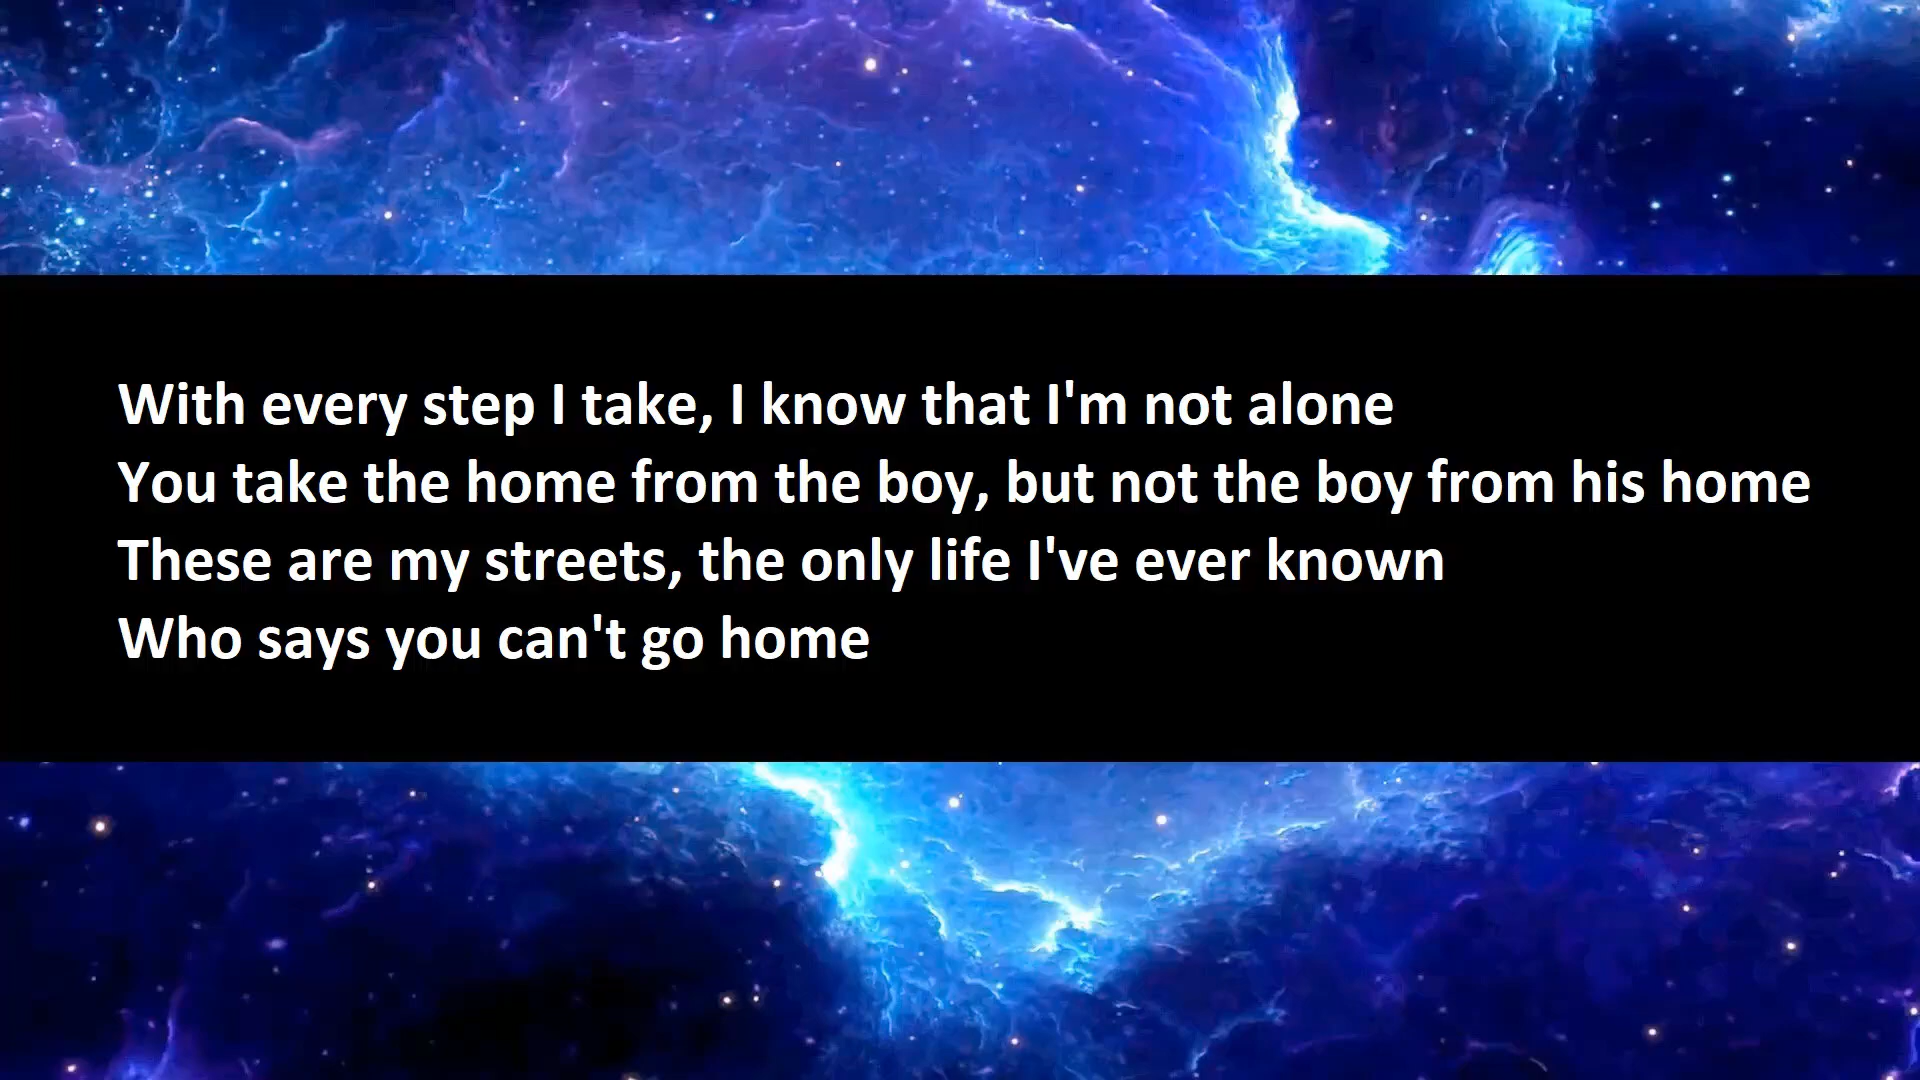 With every step I take, I know that I'm not alone
You take the home from the boy, but not the boy from his home
These are my streets, the only life I've ever known
Who says you can't go home